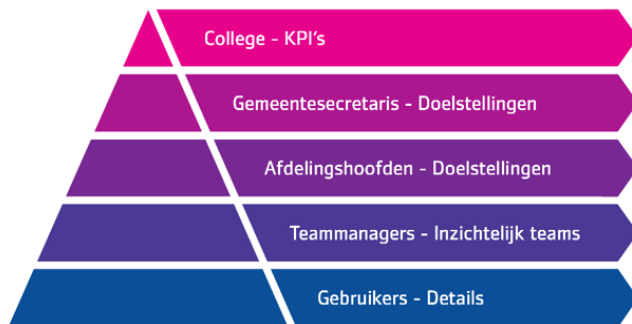 College - KPI's
Gemeentesecretaris - Doelstellingen
Afdelingshoofden - Doelstellingen
Teammanagers - Inzichtelijk teams
Gebruikers - Details